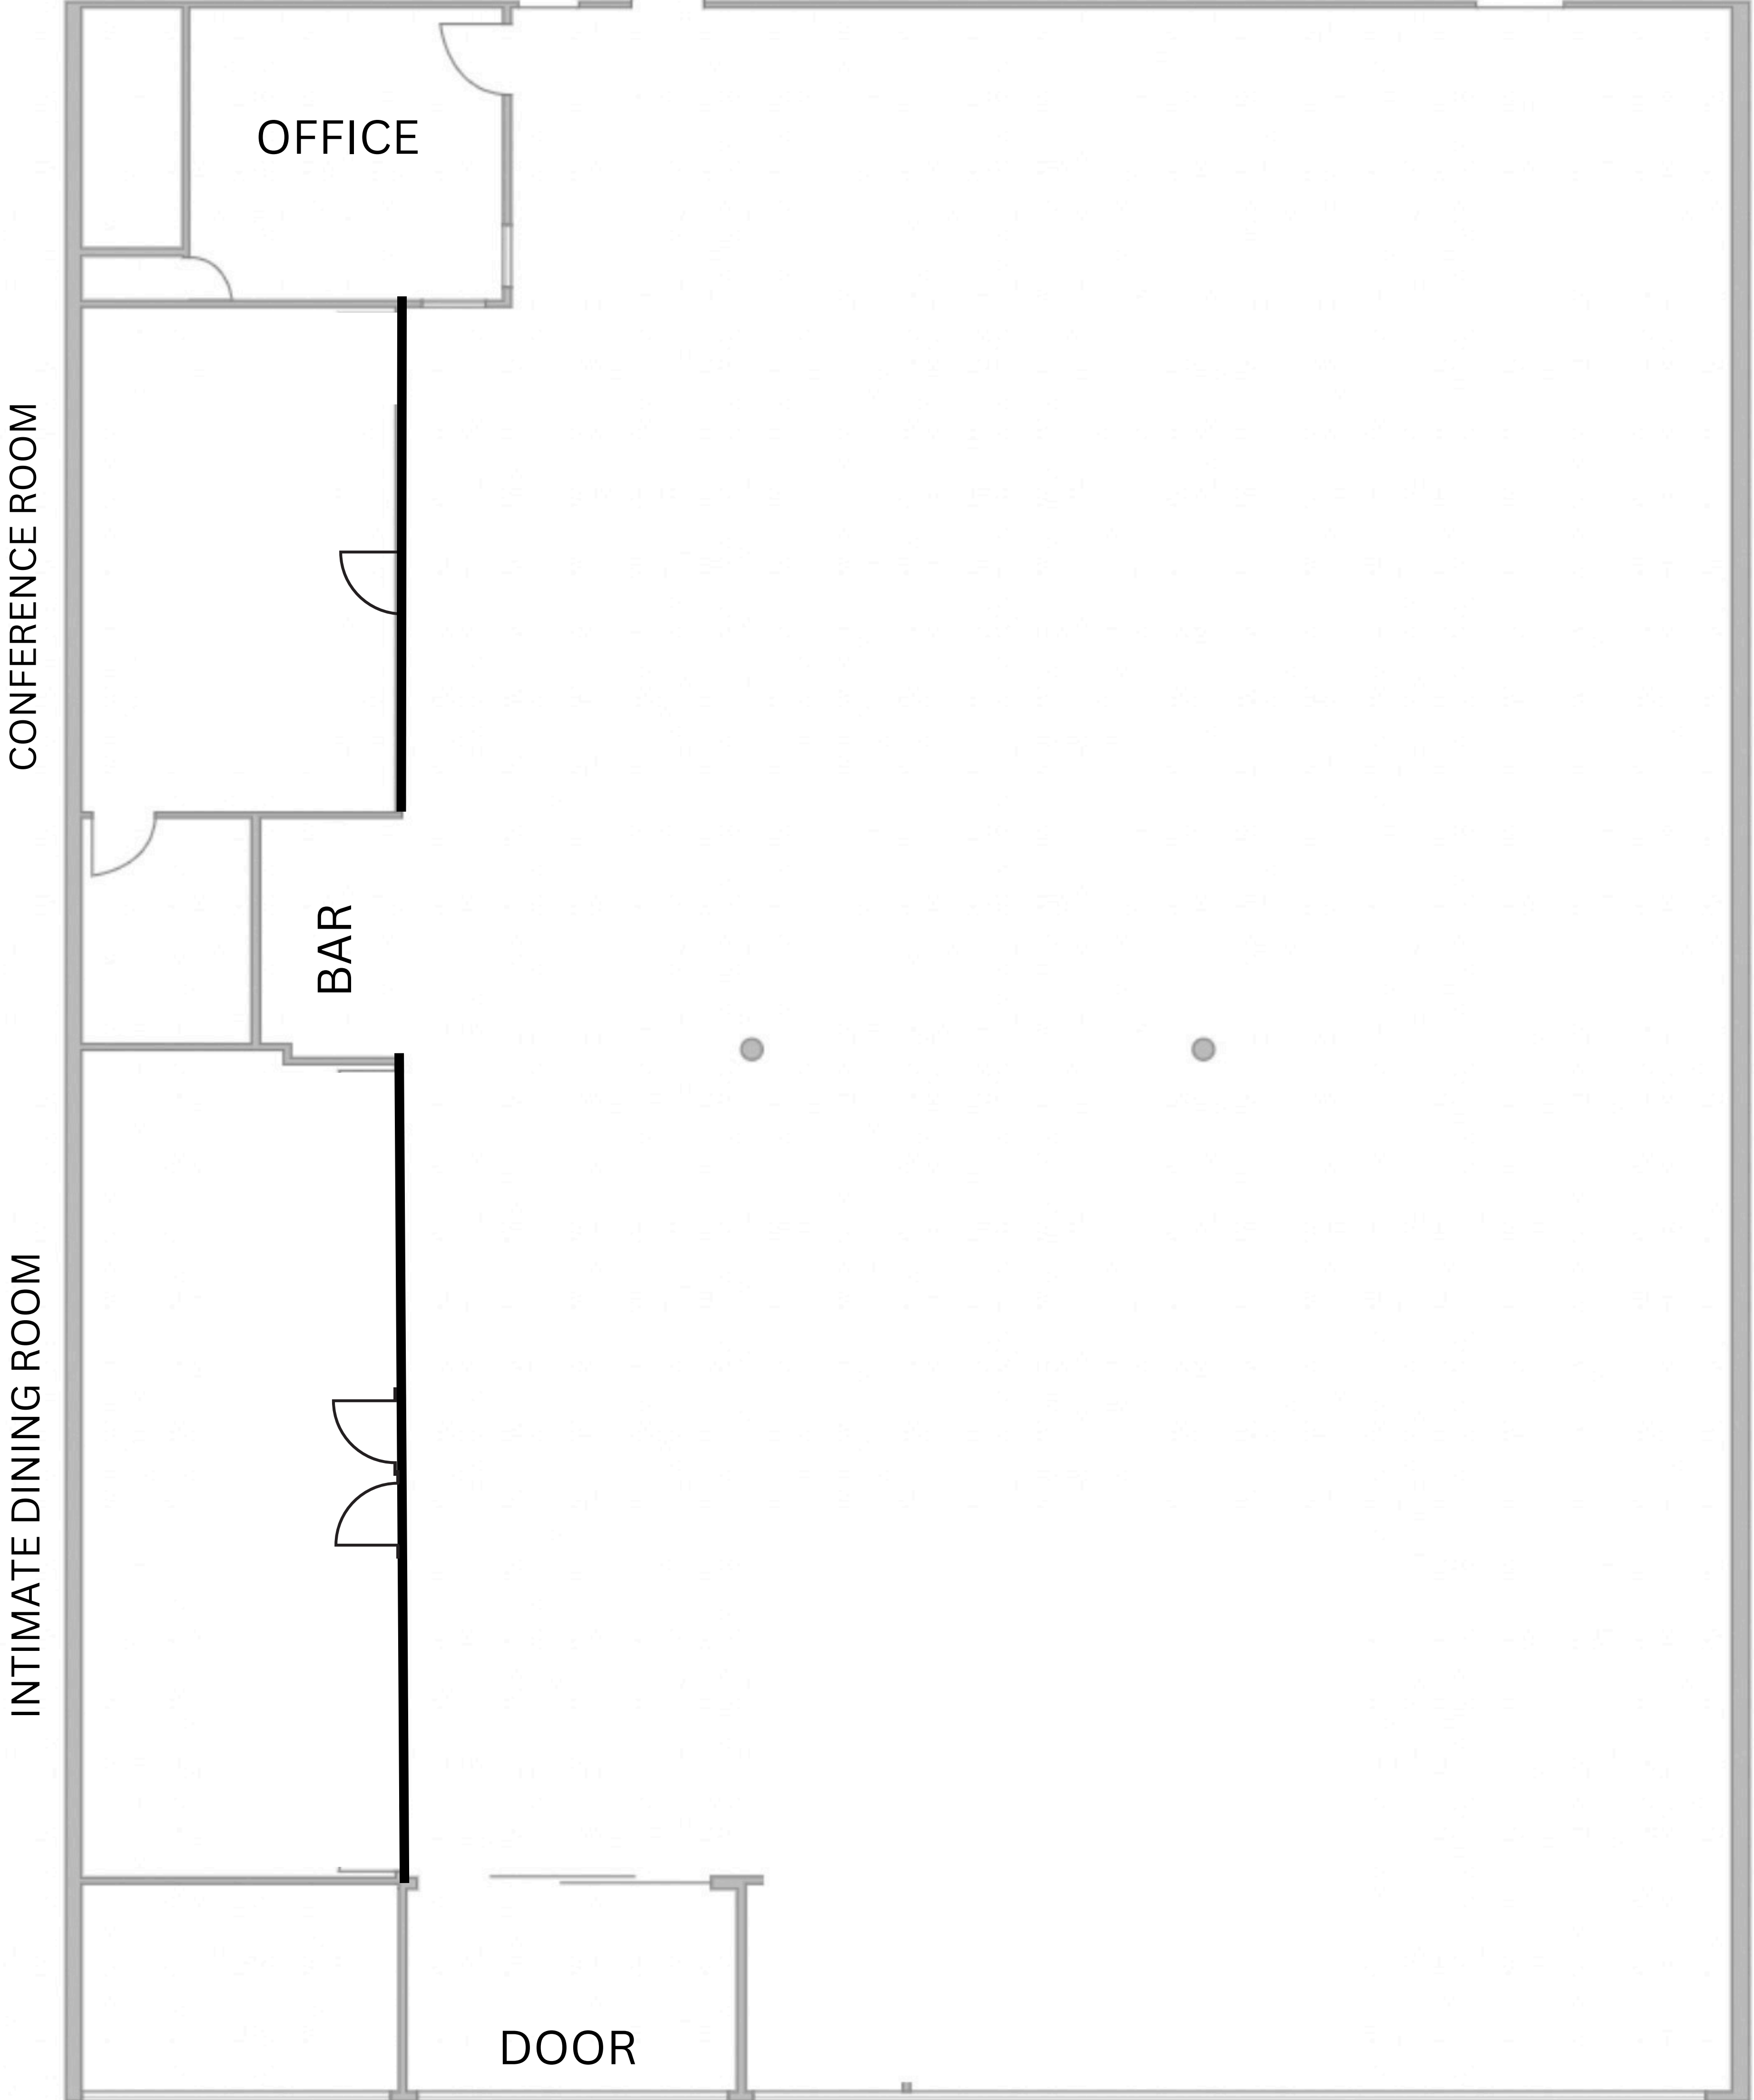 OFFICE
CONFERENCE ROOM
BAR
INTIMATE DINING ROOM
DOOR